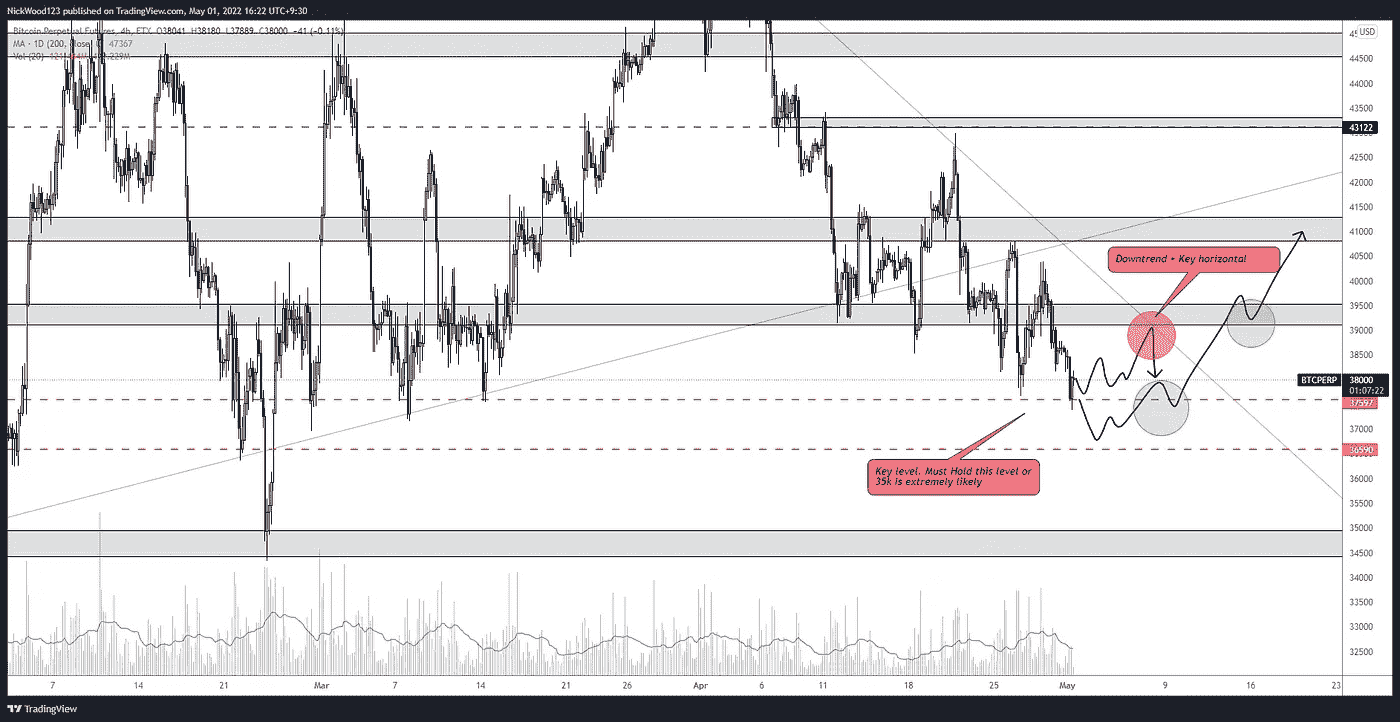 NickWood123 published on TradingView.com, May 01, 2022 16:22 UTC+9:30
Bitcoin Perpetual Futures, 4h, FTX O38041 H38180 L37889 C38000 −41 (−0.11%)
MA · 1D (200, close, 0) 47367
Vol (20)
USD
44500
44000
43500
43122
42500
42000
41500
41000
40500
40000
39500
39000
38500
BTCPERP 38000
01:07:22
37597
37000
36590
36000
35500
35000
34500
34000
33500
33000
32500
Downtrend + Key horizontal
Key level. Must Hold this level or
35k is extremely likely
7 14 21 Mar 7 14 21 26 Apr 6 11 18 25 May 9 16 23
TradingView